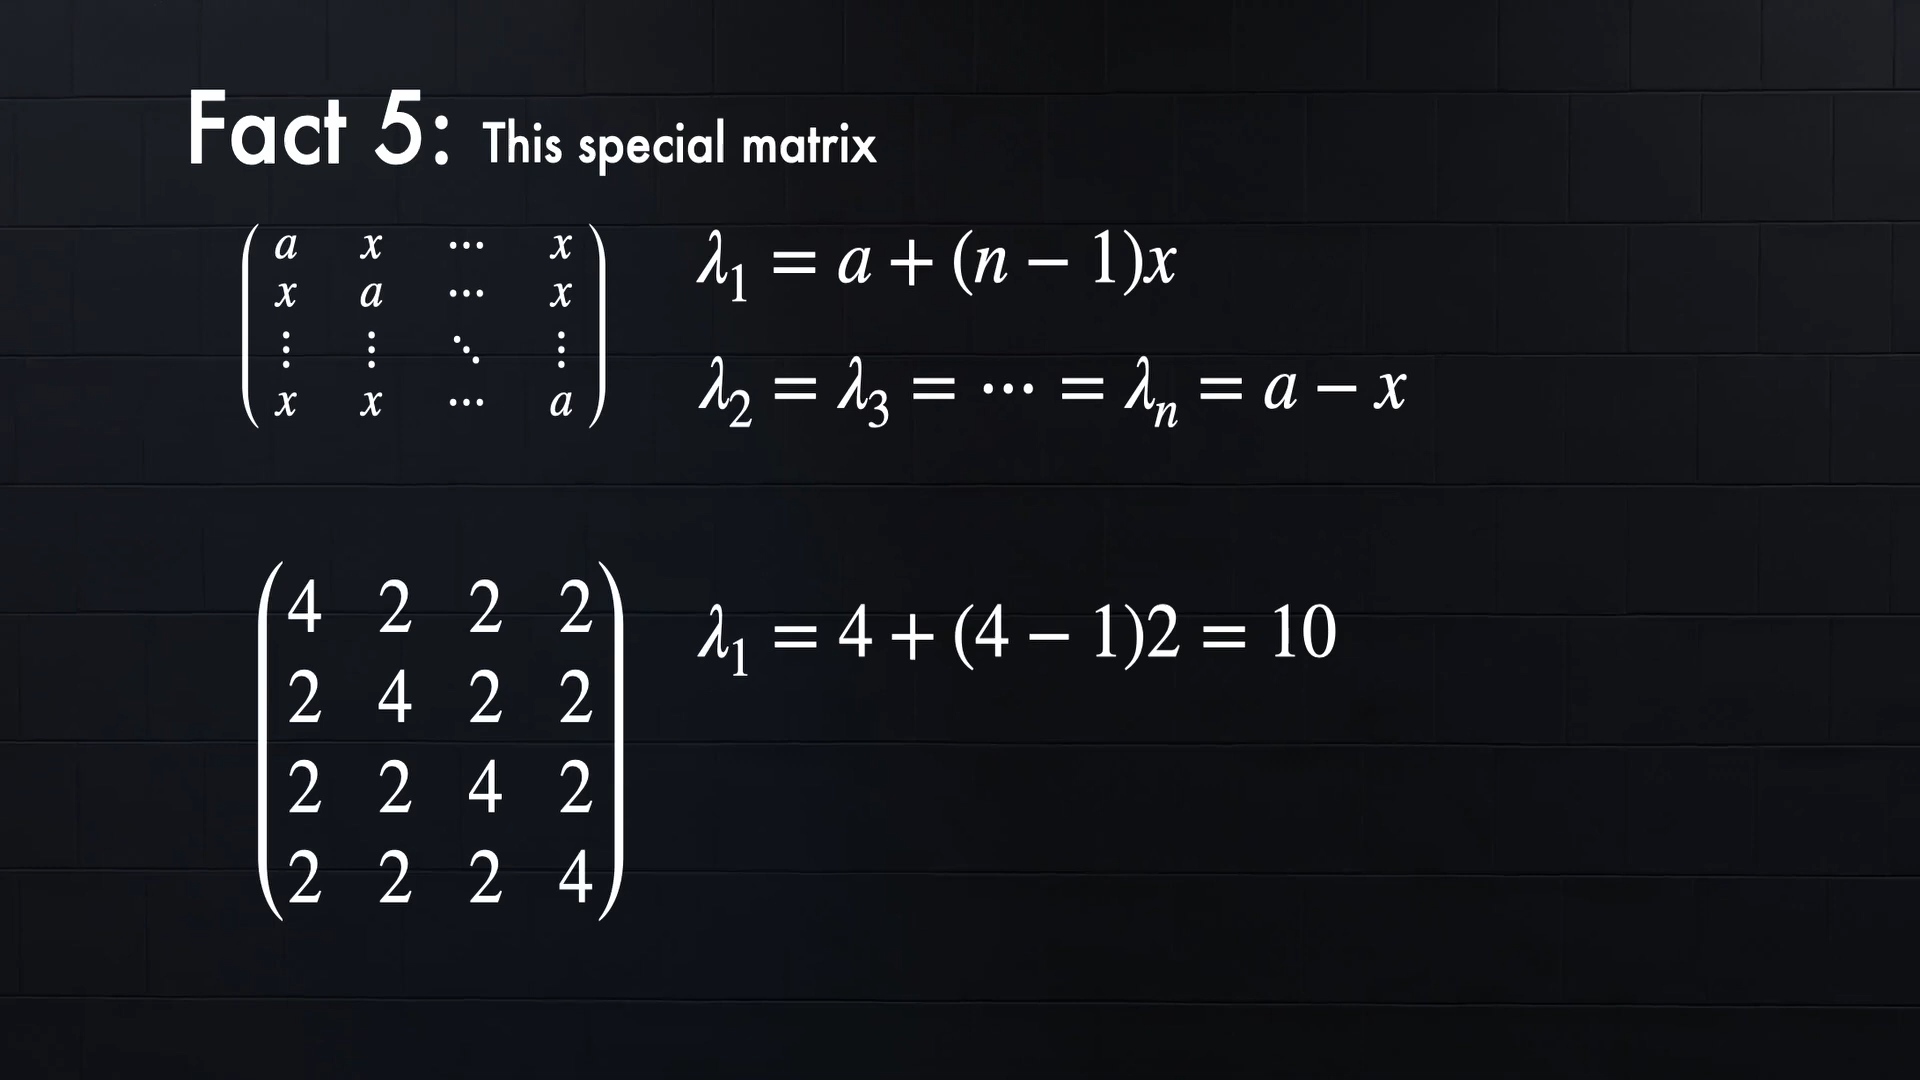 Fact 5: This special matrix
a x ⋯ x
x a ⋯ x
⋮ ⋮ ⋱ ⋮
x x ⋯ a
λ₁ = a + (n − 1)x
λ₂ = λ₃ = ⋯ = λₙ = a − x
4 2 2 2
2 4 2 2
2 2 4 2
2 2 2 4
λ₁ = 4 + (4 − 1)2 = 10